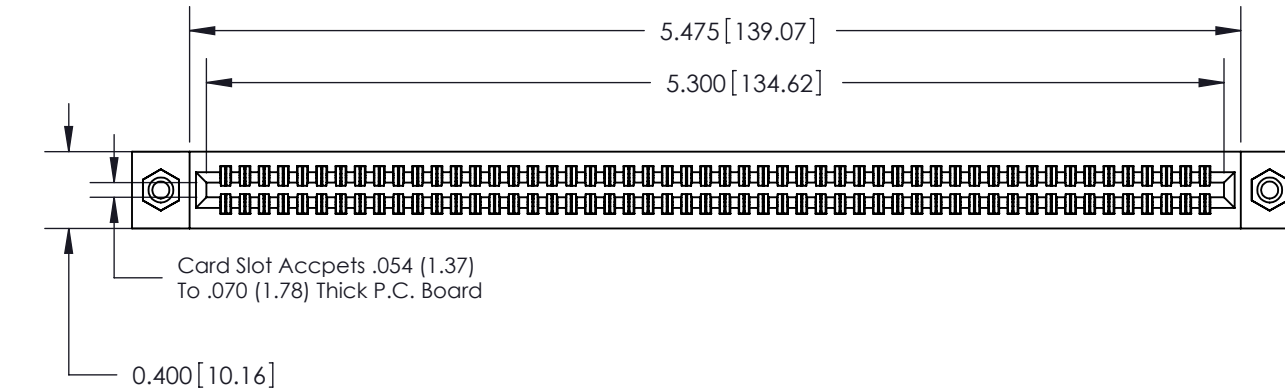 5.475 [139.07]
5.300 [134.62]
Card Slot Accpets .054 (1.37)
To .070 (1.78) Thick P.C. Board
0.400 [10.16]